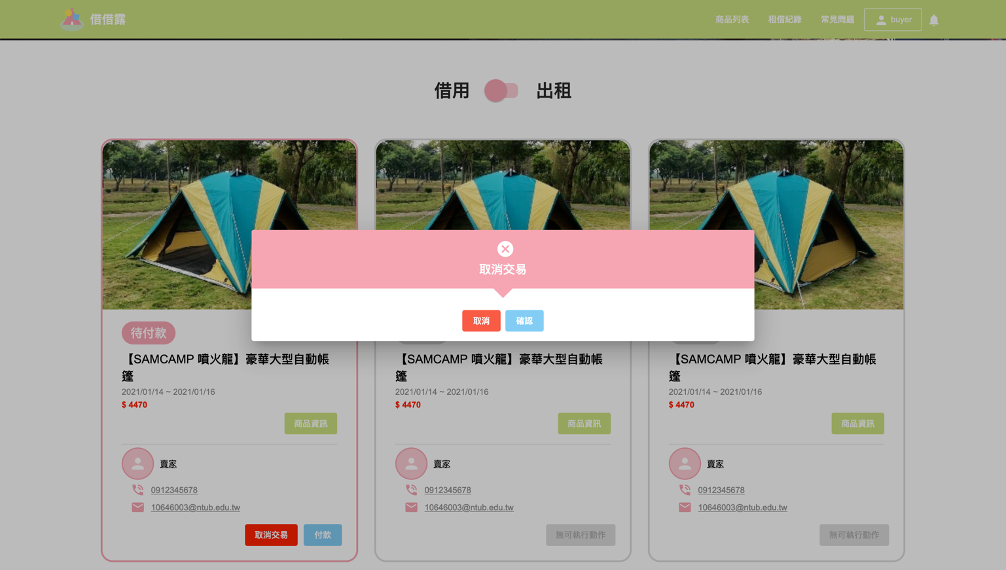 借借露
商品列表 租借紀錄 常見問題 buyer
借用 出租
取消交易
取消 確認
待付款
【SAMCAMP 噴火龍】豪華大型自動帳
篷
2021/01/14 ~ 2021/01/16
$ 4470
商品資訊
賣家
0912345678
10646003@ntub.edu.tw
取消交易 付款
【SAMCAMP 噴火龍】豪華大型自動帳
篷
2021/01/14 ~ 2021/01/16
$ 4470
商品資訊
賣家
0912345678
10646003@ntub.edu.tw
無可執行動作
【SAMCAMP 噴火龍】豪華大型自動帳
篷
2021/01/14 ~ 2021/01/16
$ 4470
商品資訊
賣家
0912345678
10646003@ntub.edu.tw
無可執行動作